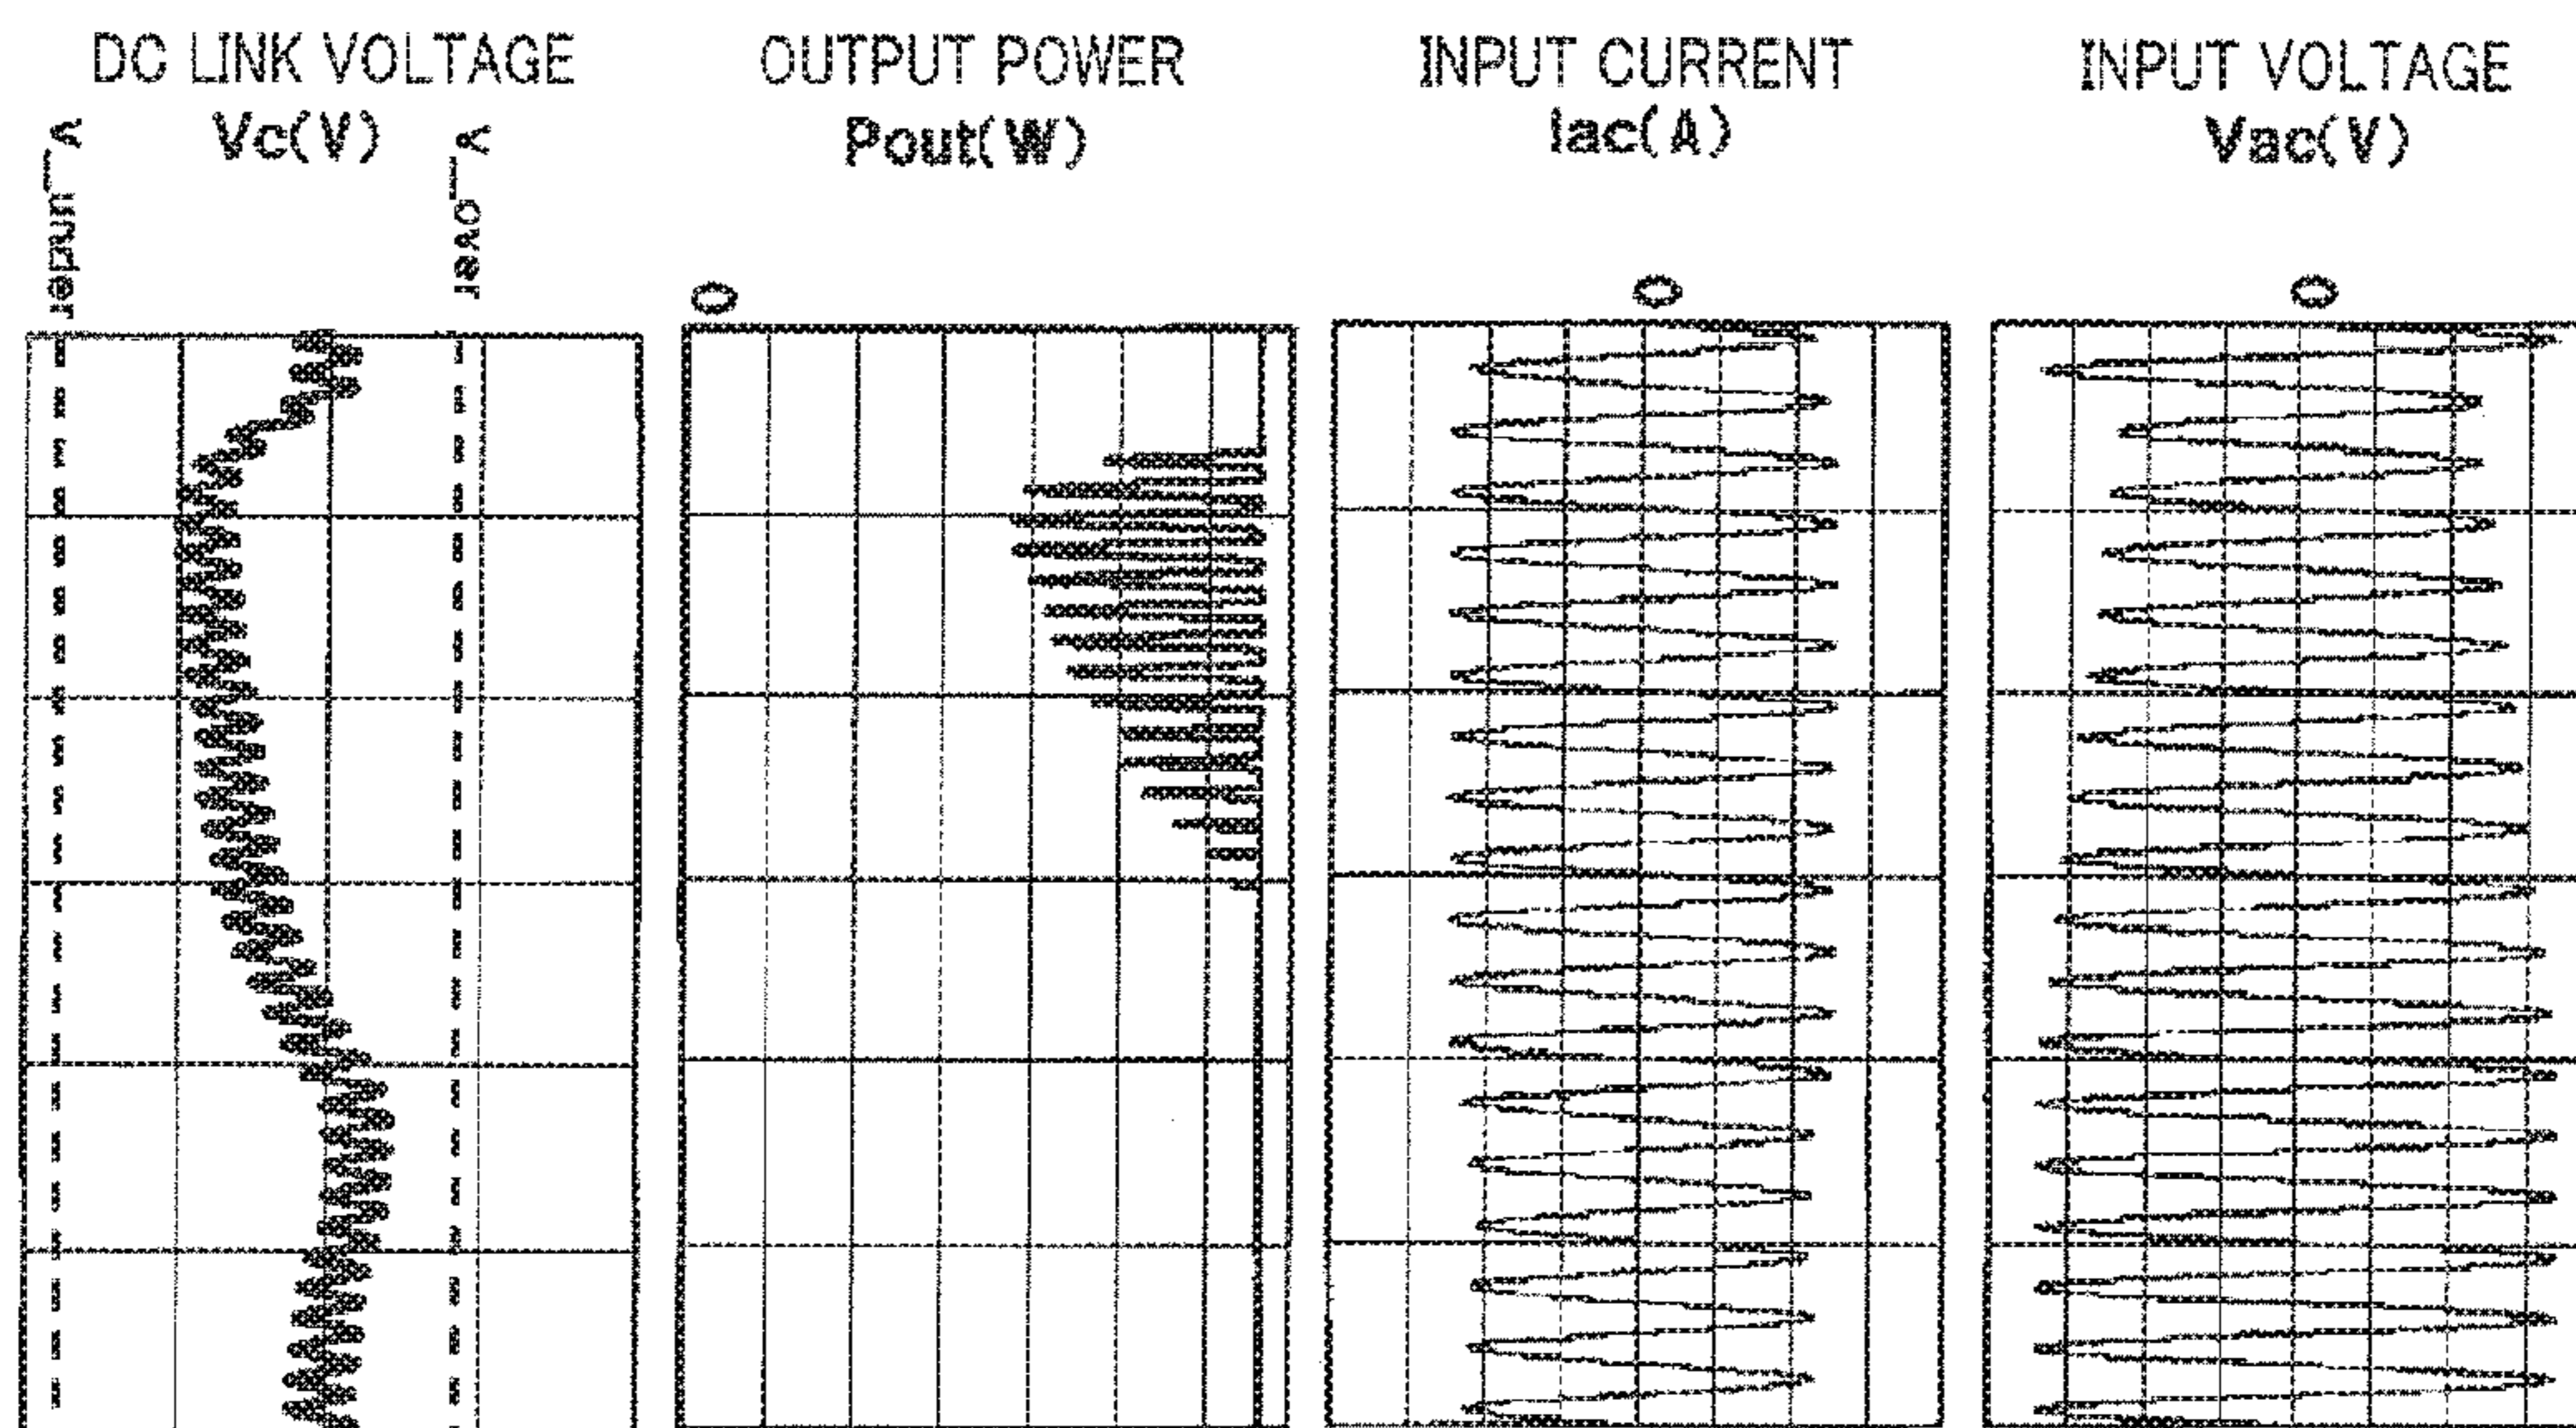 DC LINK VOLTAGE
Vc(V)
V_under
V_over
OUTPUT POWER
Pout(W)
0
INPUT CURRENT
Iac(A)
0
INPUT VOLTAGE
Vac(V)
0